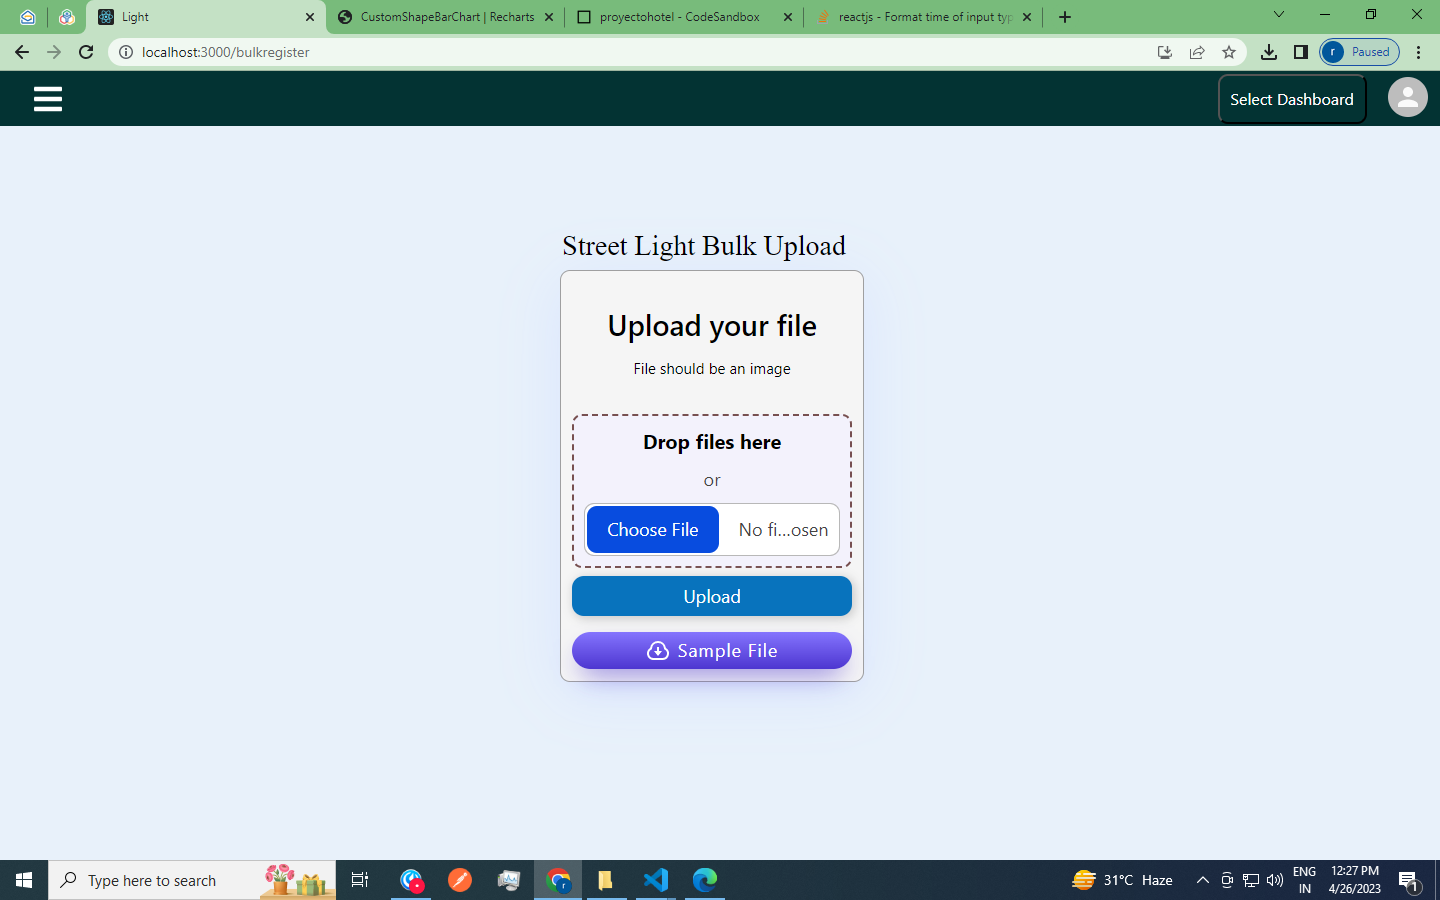 Light
CustomShapeBarChart | Recharts
proyectohotel - CodeSandbox
reactjs - Format time of input typ
localhost:3000/bulkregister
r Paused
Select Dashboard
Street Light Bulk Upload
Upload your file
File should be an image
Drop files here
or
Choose File No fi...osen
Upload
Sample File
Type here to search
r
31°C Haze
ENG
IN
12:27 PM
4/26/2023
1